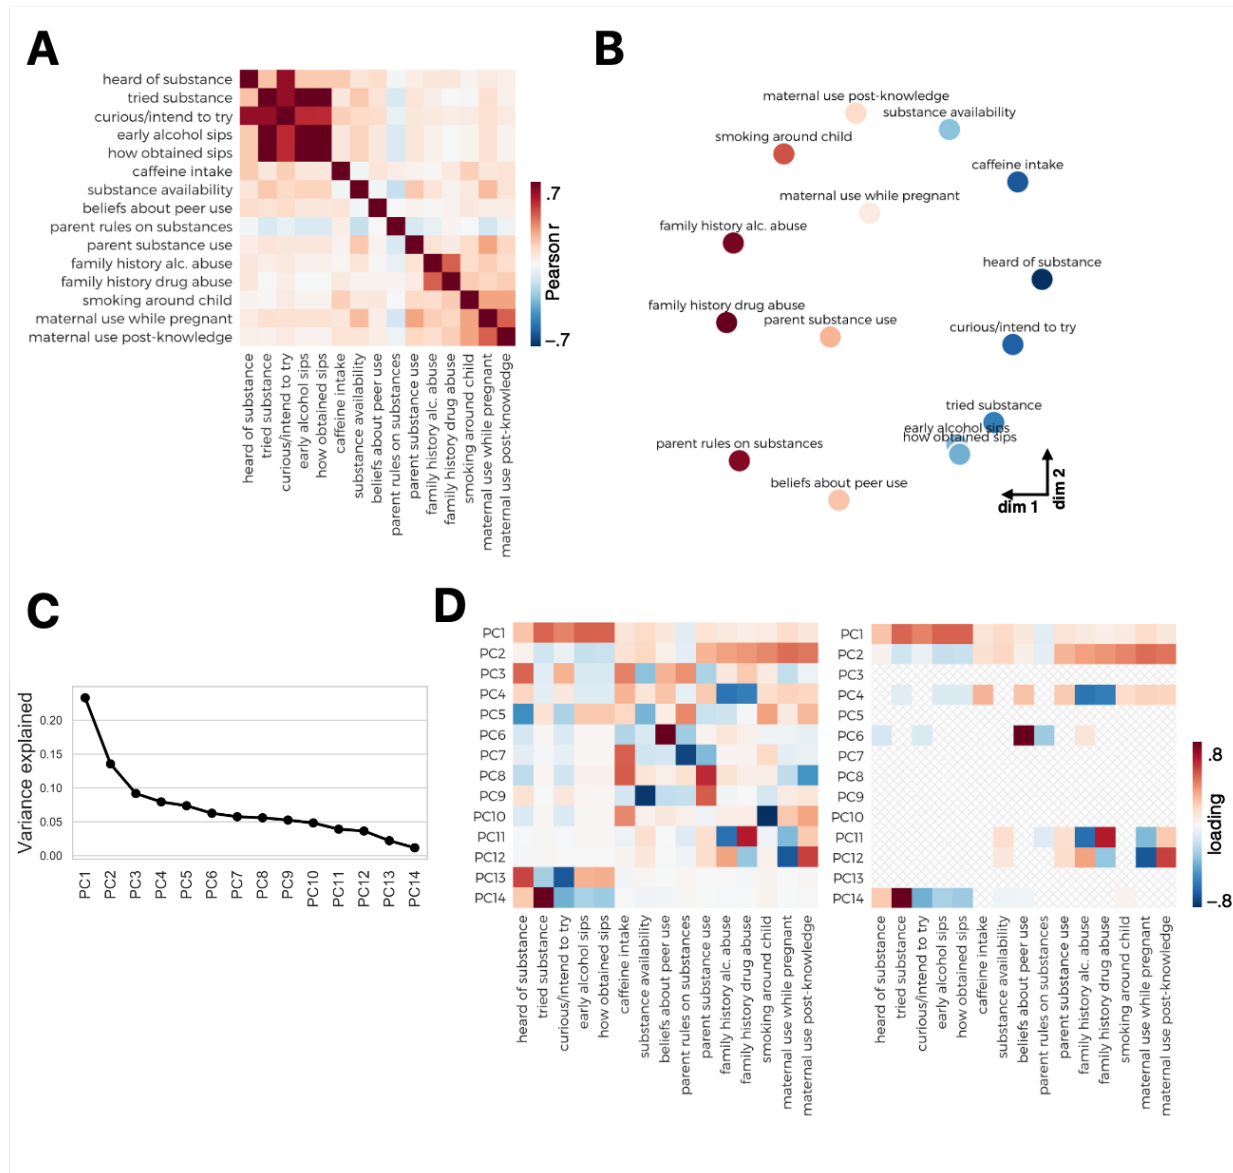 A
heard of substance
tried substance
curious/intend to try
early alcohol sips
how obtained sips
caffeine intake
substance availability
beliefs about peer use
parent rules on substances
parent substance use
family history alc. abuse
family history drug abuse
smoking around child
maternal use while pregnant
maternal use post-knowledge
heard of substance
tried substance
curious/intend to try
early alcohol sips
how obtained sips
caffeine intake
substance availability
beliefs about peer use
parent rules on substances
parent substance use
family history alc. abuse
family history drug abuse
smoking around child
maternal use while pregnant
maternal use post-knowledge
.7
Pearson r
–.7
B
maternal use post-knowledge
substance availability
smoking around child
caffeine intake
maternal use while pregnant
family history alc. abuse
heard of substance
family history drug abuse
parent substance use
curious/intend to try
tried substance
early alcohol sips
how obtained sips
parent rules on substances
beliefs about peer use
dim 1
dim 2
C
Variance explained
0.20
0.15
0.10
0.05
0.00
PC1
PC2
PC3
PC4
PC5
PC6
PC7
PC8
PC9
PC10
PC11
PC12
PC13
PC14
D
PC1
PC2
PC3
PC4
PC5
PC6
PC7
PC8
PC9
PC10
PC11
PC12
PC13
PC14
heard of substance
tried substance
curious/intend to try
early alcohol sips
how obtained sips
caffeine intake
substance availability
beliefs about peer use
parent rules on substances
parent substance use
family history alc. abuse
family history drug abuse
smoking around child
maternal use while pregnant
maternal use post-knowledge
PC1
PC2
PC3
PC4
PC5
PC6
PC7
PC8
PC9
PC10
PC11
PC12
PC13
PC14
heard of substance
tried substance
curious/intend to try
early alcohol sips
how obtained sips
caffeine intake
substance availability
beliefs about peer use
parent rules on substances
parent substance use
family history alc. abuse
family history drug abuse
smoking around child
maternal use while pregnant
maternal use post-knowledge
.8
loading
–.8